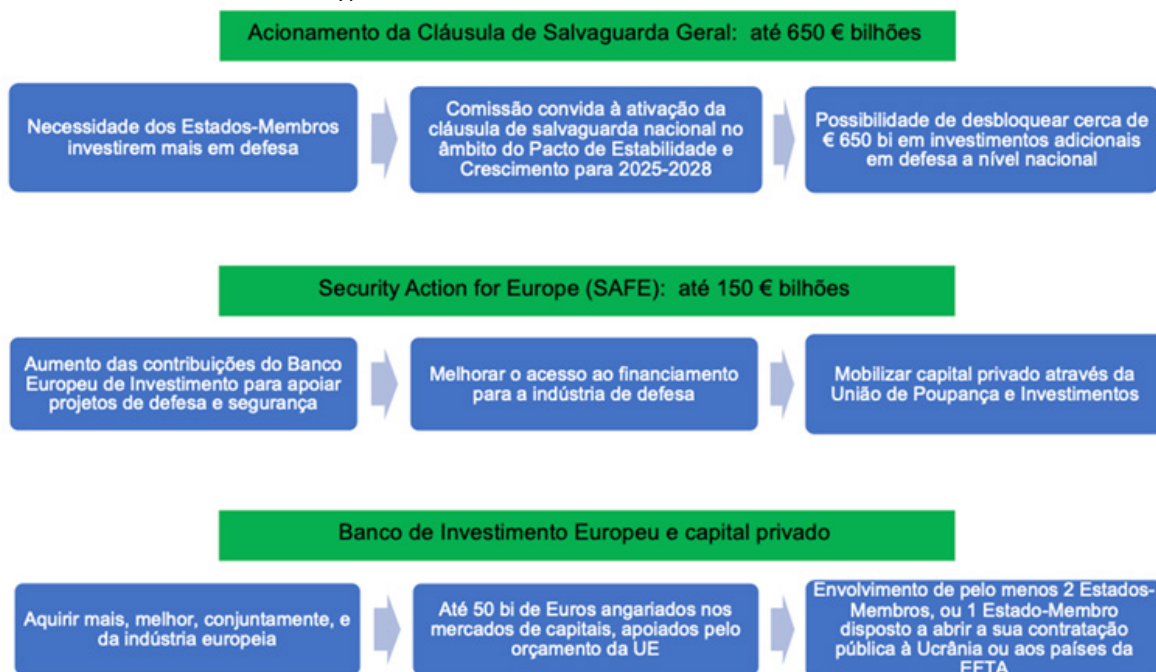 Acionamento da Cláusula de Salvaguarda Geral: até 650 € bilhões
Necessidade dos Estados-Membros
investirem mais em defesa
Comissão convida à ativação da
cláusula de salvaguarda nacional no
âmbito do Pacto de Estabilidade e
Crescimento para 2025-2028
Possibilidade de desbloquear cerca de
€ 650 bi em investimentos adicionais
em defesa a nível nacional
Security Action for Europe (SAFE): até 150 € bilhões
Aumento das contribuições do Banco
Europeu de Investimento para apoiar
projetos de defesa e segurança
Melhorar o acesso ao financiamento
para a indústria de defesa
Mobilizar capital privado através da
União de Poupança e Investimentos
Banco de Investimento Europeu e capital privado
Aquirir mais, melhor, conjuntamente, e
da indústria europeia
Até 50 bi de Euros angariados nos
mercados de capitais, apoiados pelo
orçamento da UE
Envolvimento de pelo menos 2 Estados-
Membros, ou 1 Estado-Membro
disposto a abrir a sua contratação
pública à Ucrânia ou aos países da
EFTA